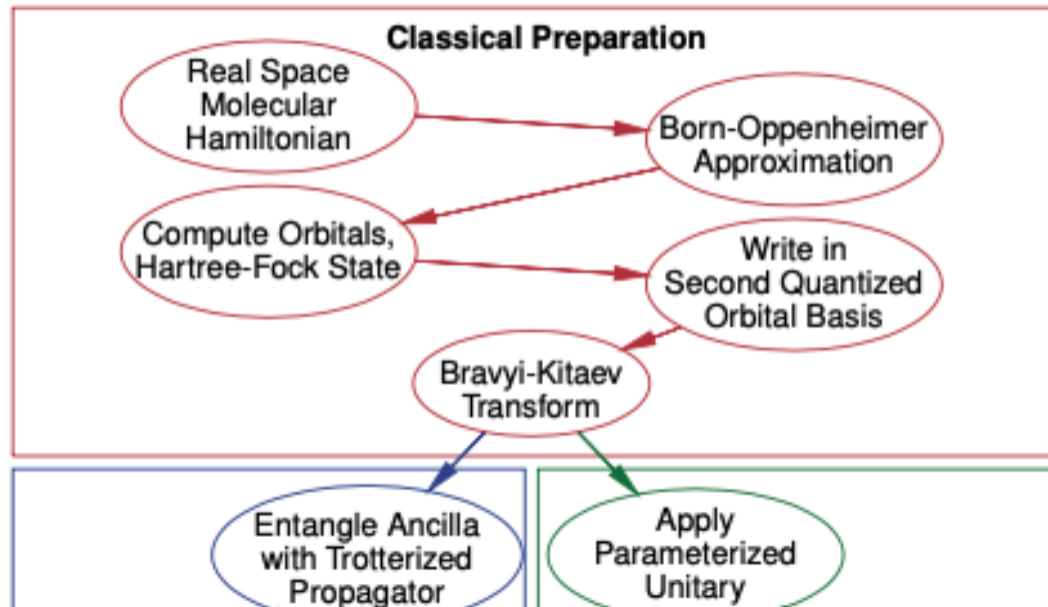 Classical Preparation
Real Space
Molecular
Hamiltonian
Born-Oppenheimer
Approximation
Compute Orbitals,
Hartree-Fock State
Write in
Second Quantized
Orbital Basis
Bravyi-Kitaev
Transform
Entangle Ancilla
with Trotterized
Propagator
Apply
Parameterized
Unitary